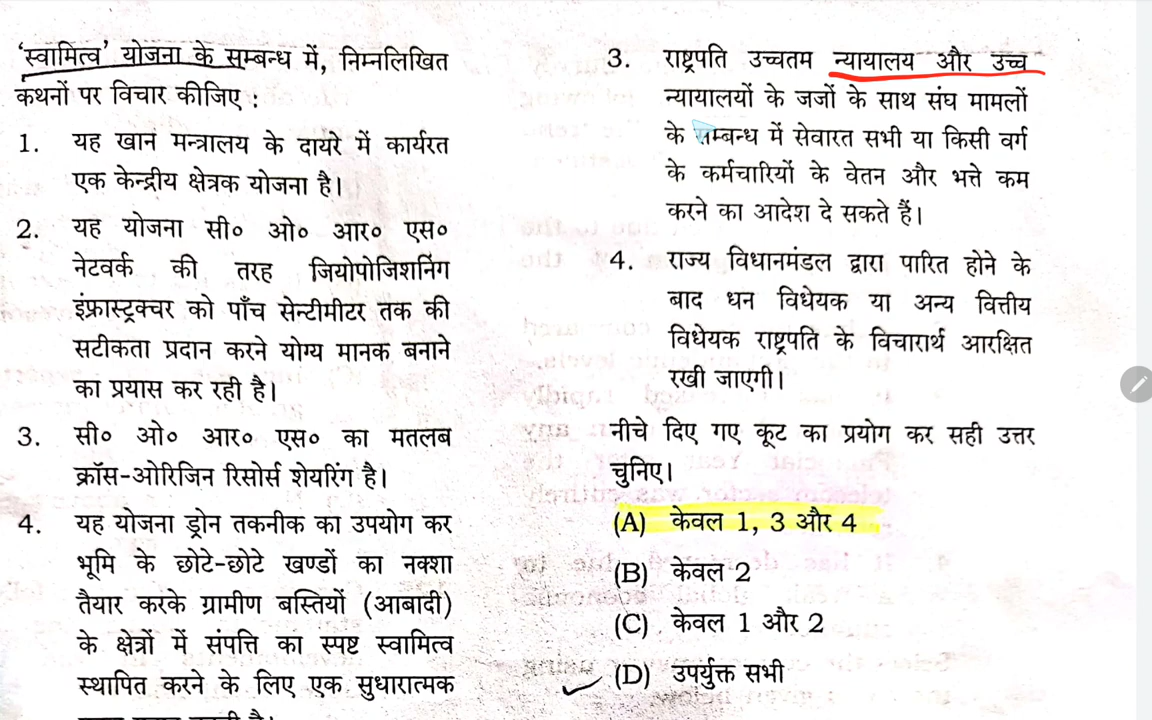 'स्वामित्व' योजना के सम्बन्ध में, निम्नलिखित
कथनों पर विचार कीजिए :
1. यह खान मन्त्रालय के दायरे में कार्यरत
एक केन्द्रीय क्षेत्रक योजना है।
2. यह योजना सी० ओ० आर० एस०
नेटवर्क की तरह जियोपोजिशनिंग
इंफ्रास्ट्रक्चर को पाँच सेन्टीमीटर तक की
सटीकता प्रदान करने योग्य मानक बनाने
का प्रयास कर रही है।
3. सी० ओ० आर० एस० का मतलब
क्रॉस-ओरिजिन रिसोर्स शेयरिंग है।
4. यह योजना ड्रोन तकनीक का उपयोग कर
भूमि के छोटे-छोटे खण्डों का नक्शा
तैयार करके ग्रामीण बस्तियों (आबादी)
के क्षेत्रों में संपत्ति का स्पष्ट स्वामित्व
स्थापित करने के लिए एक सुधारात्मक
3. राष्ट्रपति उच्चतम न्यायालय और उच्च
न्यायालयों के जजों के साथ संघ मामलों
के सम्बन्ध में सेवारत सभी या किसी वर्ग
के कर्मचारियों के वेतन और भत्ते कम
करने का आदेश दे सकते हैं।
4. राज्य विधानमंडल द्वारा पारित होने के
बाद धन विधेयक या अन्य वित्तीय
विधेयक राष्ट्रपति के विचारार्थ आरक्षित
रखी जाएगी।
नीचे दिए गए कूट का प्रयोग कर सही उत्तर
चुनिए।
(A) केवल 1, 3 और 4
(B) केवल 2
(C) केवल 1 और 2
(D) उपर्युक्त सभी